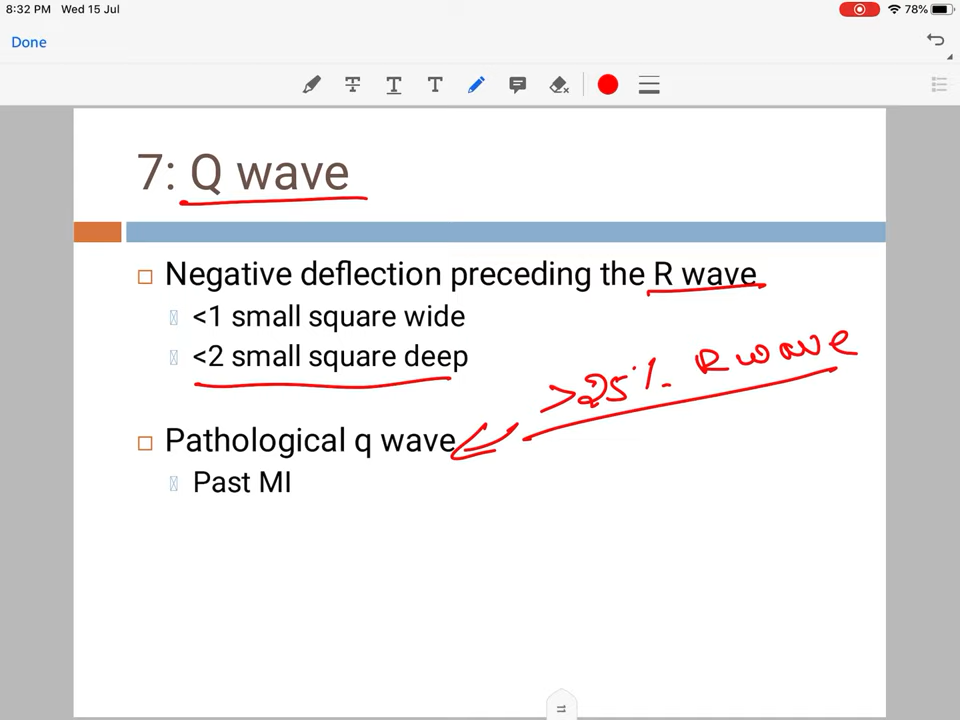 8:32 PM Wed 15 Jul
78%
Done
T T T
7: Q wave
Negative deflection preceding the R wave
<1 small square wide
<2 small square deep
>25% R wave
Pathological q wave
Past MI
11